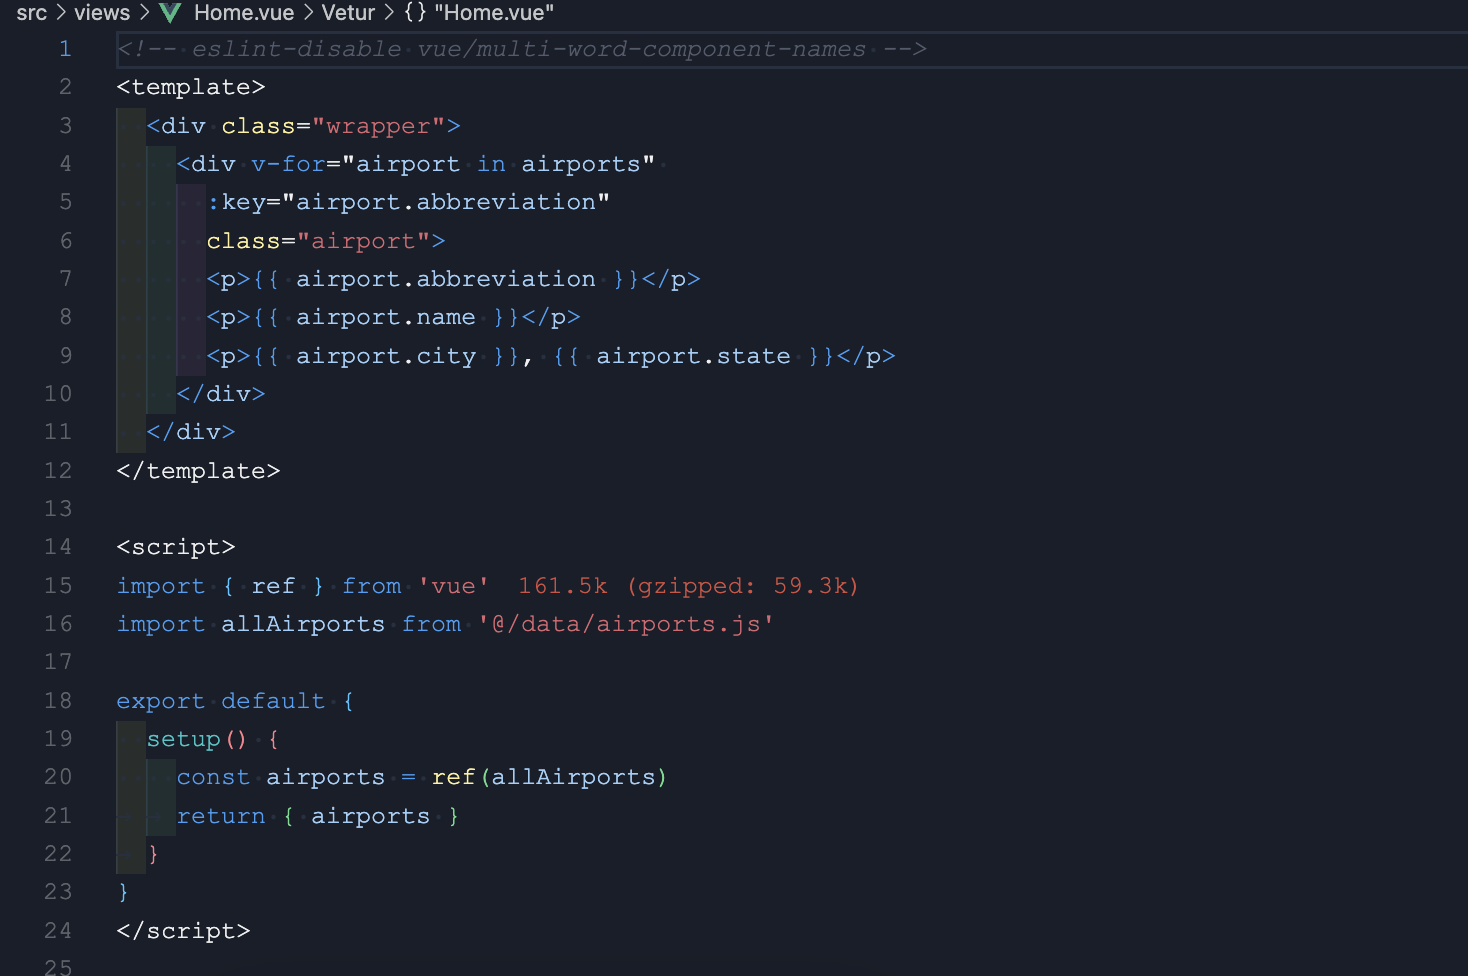 src > views > Home.vue > Vetur > {} "Home.vue"
1 <!-- eslint-disable vue/multi-word-component-names -->
2 <template>
3   <div class="wrapper">
4     <div v-for="airport in airports"
5       :key="airport.abbreviation"
6       class="airport">
7       <p>{{ airport.abbreviation }}</p>
8       <p>{{ airport.name }}</p>
9       <p>{{ airport.city }}, {{ airport.state }}</p>
10     </div>
11   </div>
12 </template>
13
14 <script>
15 import { ref } from 'vue' 161.5k (gzipped: 59.3k)
16 import allAirports from '@/data/airports.js'
17
18 export default {
19   setup() {
20     const airports = ref(allAirports)
21     return { airports }
22   }
23 }
24 </script>
25